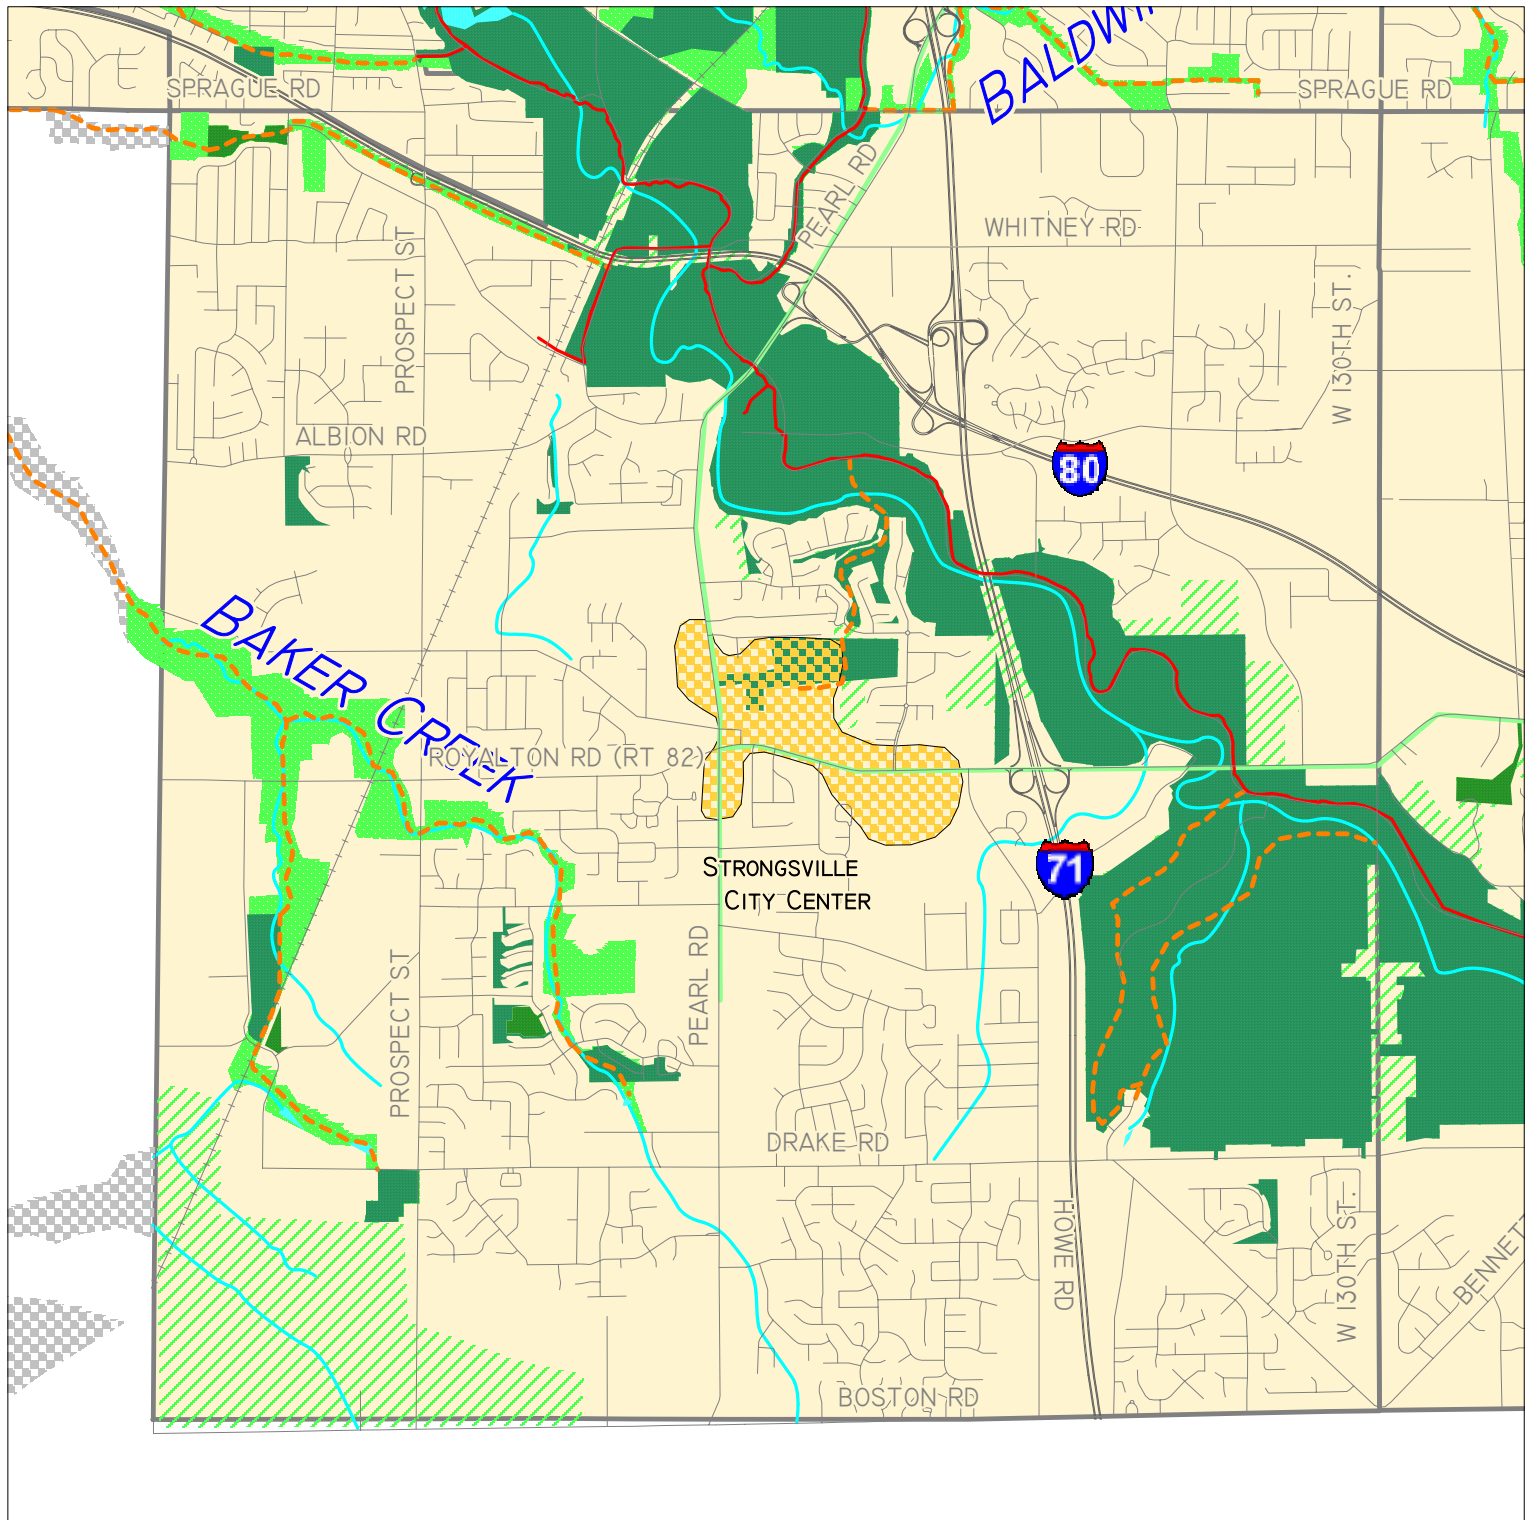 BALDWI
SPRAGUE RD
SPRAGUE RD
PEARL RD
WHITNEY RD
PROSPECT ST
W 130TH ST.
ALBION RD
80
BAKER CREEK
ROYALTON RD (RT 82)
STRONGSVILLE
CITY CENTER
71
PEARL RD
PROSPECT ST
DRAKE RD
HOWE RD
W 130TH ST.
BENNETT
BOSTON RD